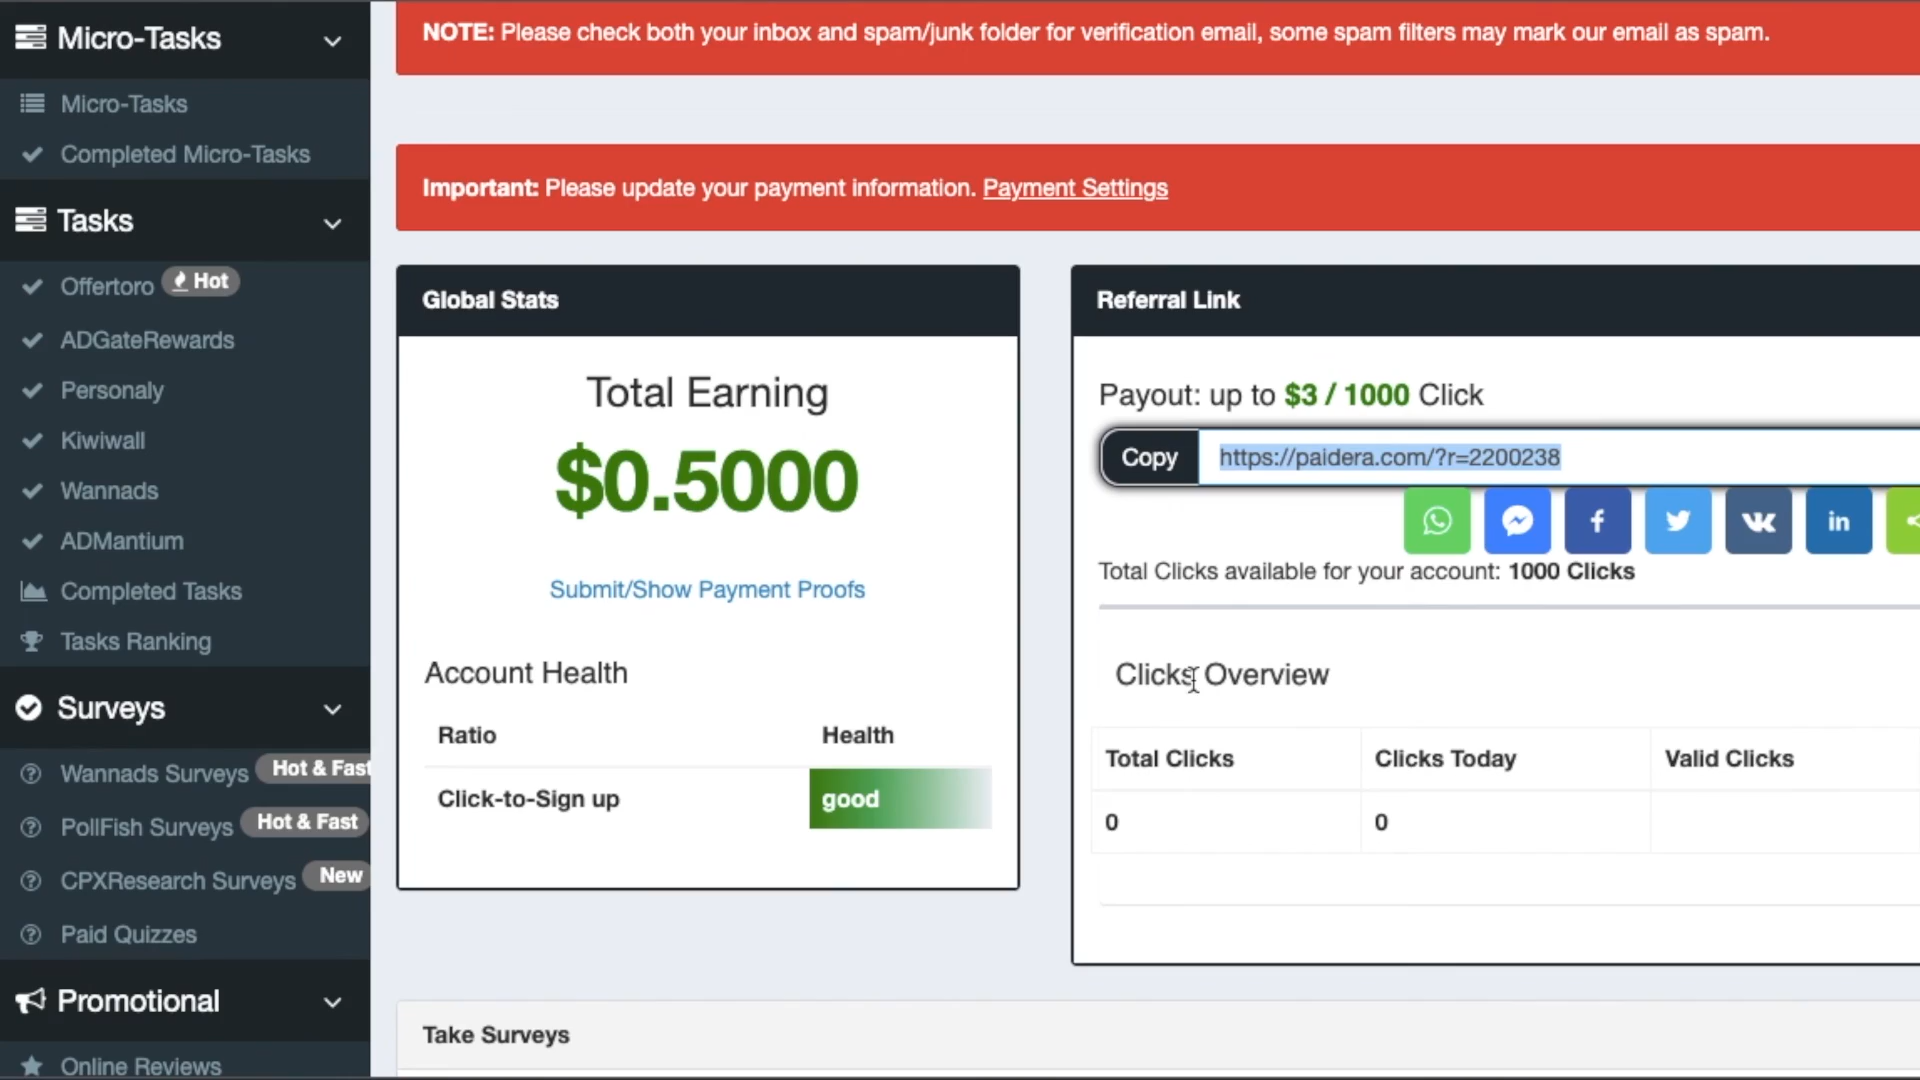 Micro-Tasks
Micro-Tasks
Completed Micro-Tasks
Tasks
Offertoro Hot
ADGateRewards
Personaly
Kiwiwall
Wannads
ADMantium
Completed Tasks
Tasks Ranking
Surveys
Wannads Surveys Hot & Fast
PollFish Surveys Hot & Fast
CPXResearch Surveys New
Paid Quizzes
Promotional
Online Reviews
NOTE: Please check both your inbox and spam/junk folder for verification email, some spam filters may mark our email as spam.
Important: Please update your payment information. Payment Settings
Global Stats
Total Earning
$0.5000
Submit/Show Payment Proofs
Account Health
Ratio Health
Click-to-Sign up good
Referral Link
Payout: up to $3 / 1000 Click
Copy https://paidera.com/?r=2200238
Total Clicks available for your account: 1000 Clicks
Clicks Overview
Total Clicks Clicks Today Valid Clicks
0 0
Take Surveys